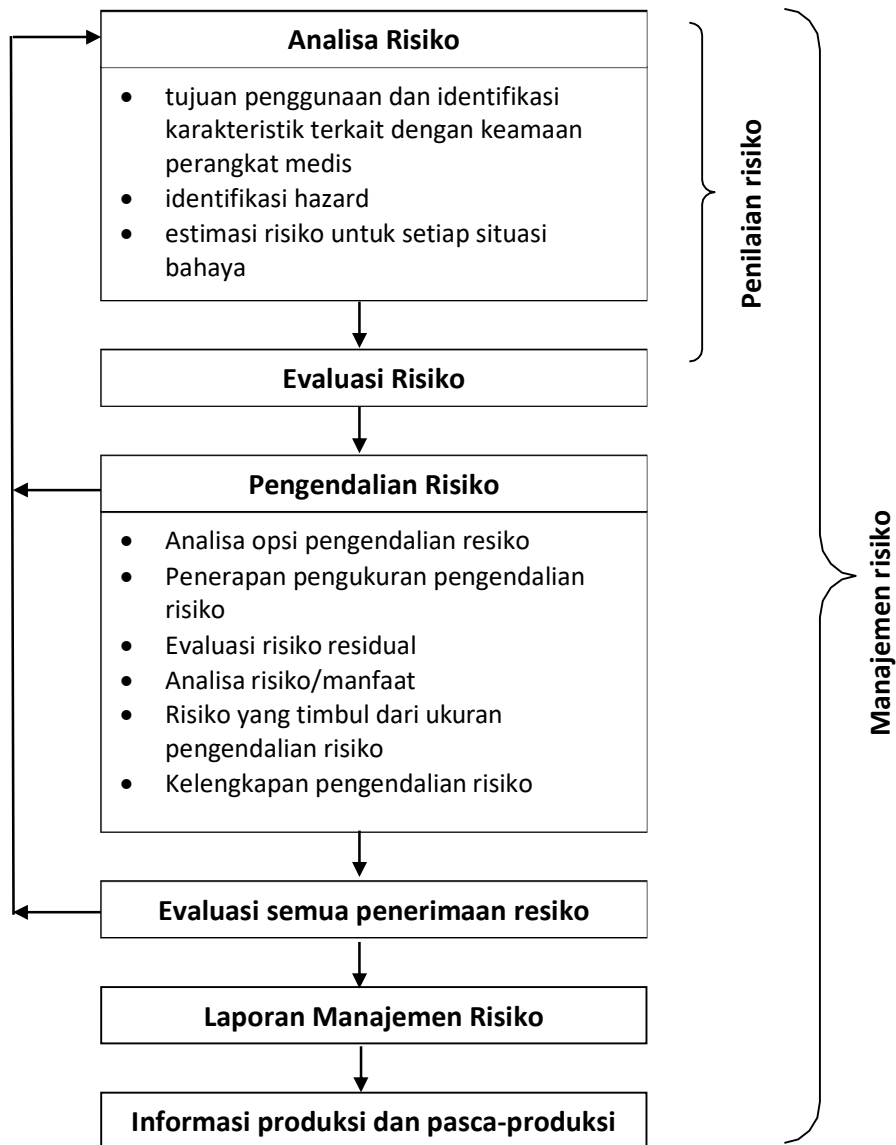 Analisa Risiko
• tujuan penggunaan dan identifikasi
karakteristik terkait dengan keamaan
perangkat medis
• identifikasi hazard
• estimasi risiko untuk setiap situasi
bahaya
Evaluasi Risiko
Penilaian risiko
Pengendalian Risiko
• Analisa opsi pengendalian resiko
• Penerapan pengukuran pengendalian
risiko
• Evaluasi risiko residual
• Analisa risiko/manfaat
• Risiko yang timbul dari ukuran
pengendalian risiko
• Kelengkapan pengendalian risiko
Evaluasi semua penerimaan resiko
Laporan Manajemen Risiko
Informasi produksi dan pasca-produksi
Manajemen risiko